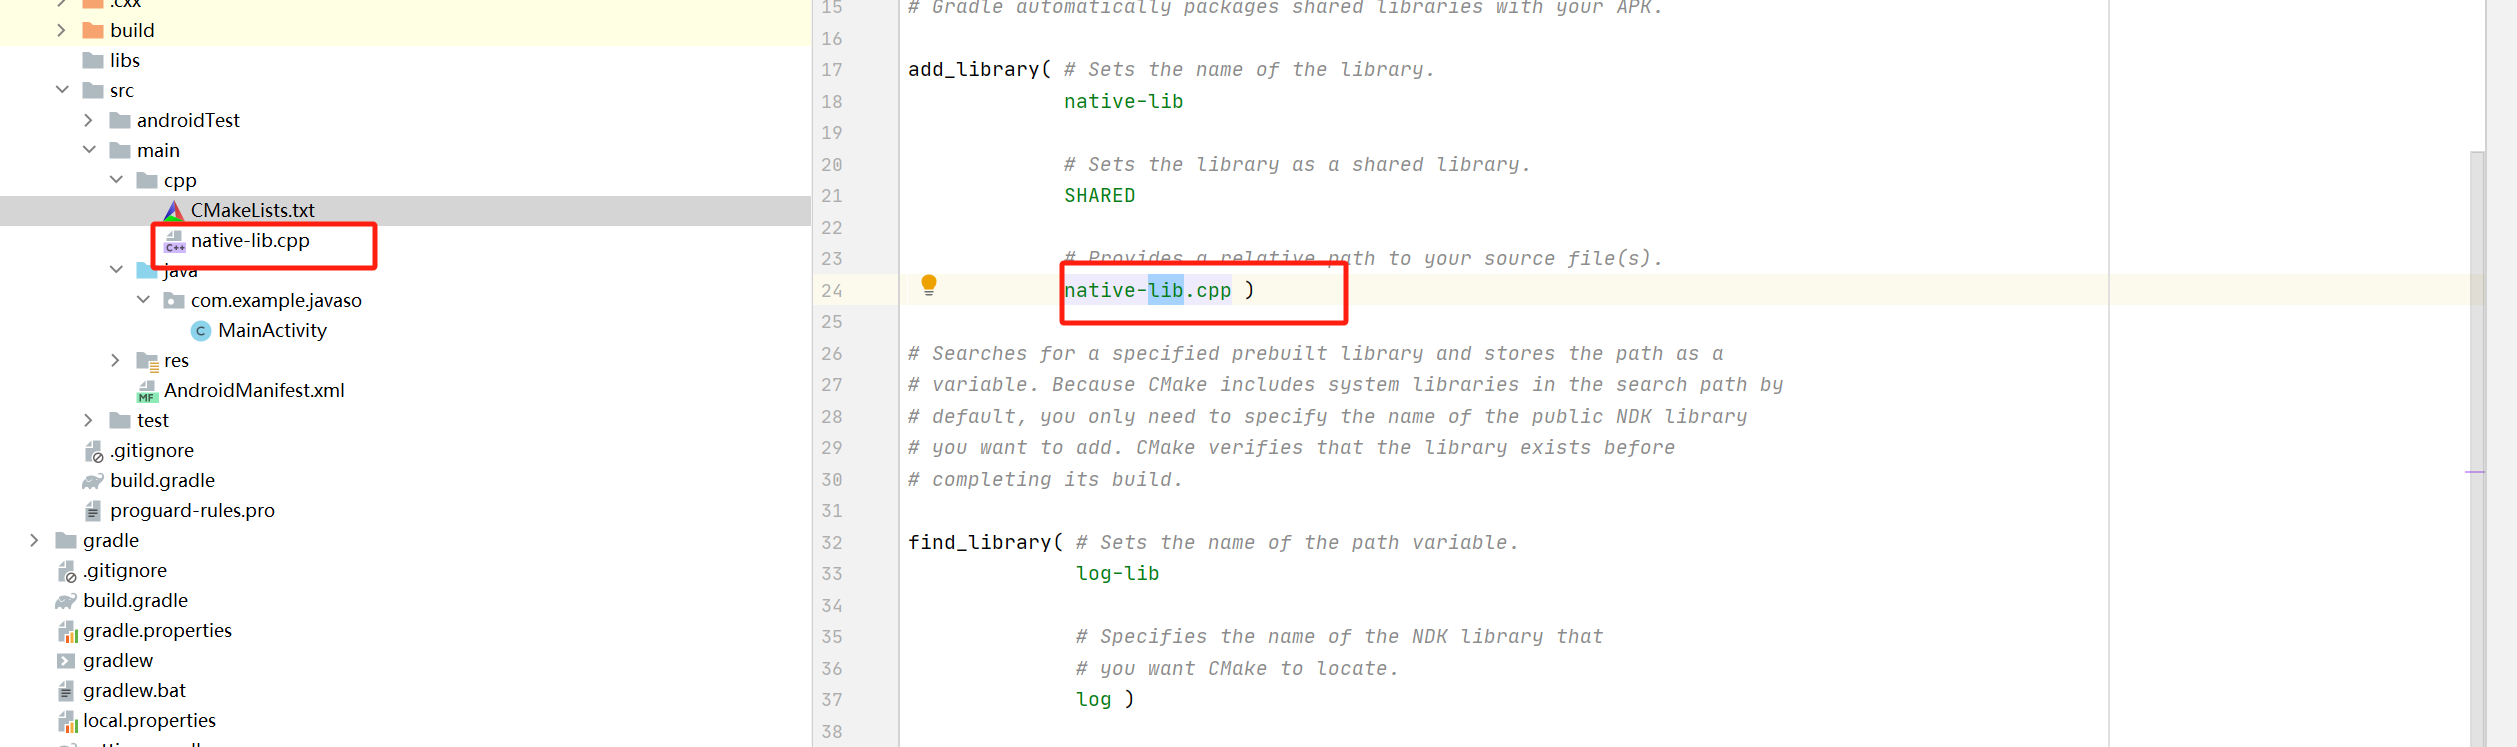 .cxx
build
libs
src
androidTest
main
cpp
CMakeLists.txt
native-lib.cpp
java
com.example.javaso
MainActivity
res
AndroidManifest.xml
test
.gitignore
build.gradle
proguard-rules.pro
gradle
.gitignore
build.gradle
gradle.properties
gradlew
gradlew.bat
local.properties
15 # Gradle automatically packages shared libraries with your APK.
16
17 add_library( # Sets the name of the library.
18 native-lib
19
20 # Sets the library as a shared library.
21 SHARED
22
23 # Provides a relative path to your source file(s).
24 native-lib.cpp )
25
26 # Searches for a specified prebuilt library and stores the path as a
27 # variable. Because CMake includes system libraries in the search path by
28 # default, you only need to specify the name of the public NDK library
29 # you want to add. CMake verifies that the library exists before
30 # completing its build.
31
32 find_library( # Sets the name of the path variable.
33 log-lib
34
35 # Specifies the name of the NDK library that
36 # you want CMake to locate.
37 log )
38